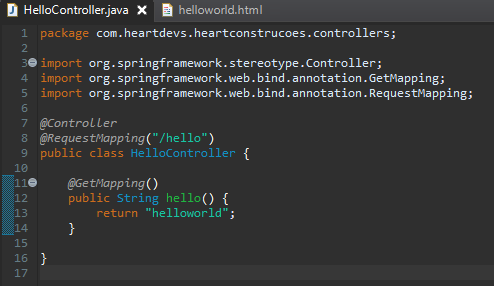 HelloController.java
helloworld.html
1 package com.heartdevs.heartconstrucoes.controllers;
2
3 import org.springframework.stereotype.Controller;
4 import org.springframework.web.bind.annotation.GetMapping;
5 import org.springframework.web.bind.annotation.RequestMapping;
6
7 @Controller
8 @RequestMapping("/hello")
9 public class HelloController {
10
11 @GetMapping()
12 public String hello() {
13 return "helloworld";
14 }
15
16 }
17